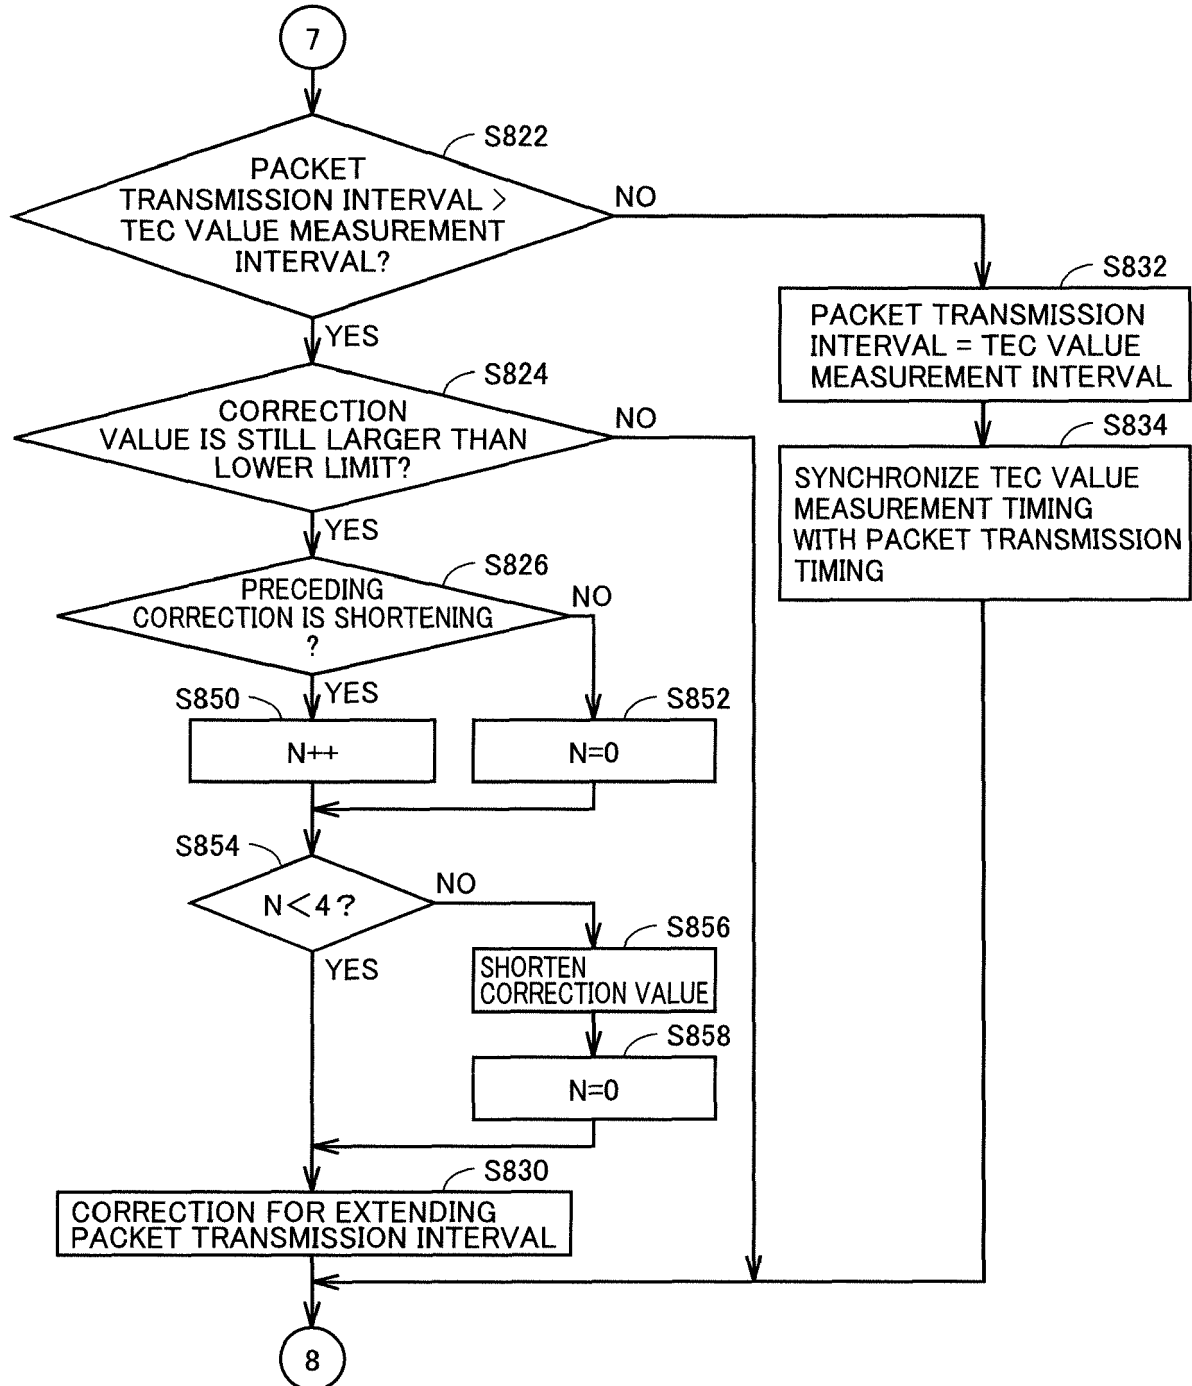 7
S822
PACKET
TRANSMISSION INTERVAL >
TEC VALUE MEASUREMENT
INTERVAL?
NO
YES
S832
PACKET TRANSMISSION
INTERVAL = TEC VALUE
MEASUREMENT INTERVAL
S824
CORRECTION
VALUE IS STILL LARGER THAN
LOWER LIMIT?
NO
YES
S834
SYNCHRONIZE TEC VALUE
MEASUREMENT TIMING
WITH PACKET TRANSMISSION
TIMING
S826
PRECEDING
CORRECTION IS SHORTENING
?
NO
YES
S850
N++
S852
N=0
S854
N<4?
NO
YES
S856
SHORTEN
CORRECTION VALUE
S858
N=0
S830
CORRECTION FOR EXTENDING
PACKET TRANSMISSION INTERVAL
8